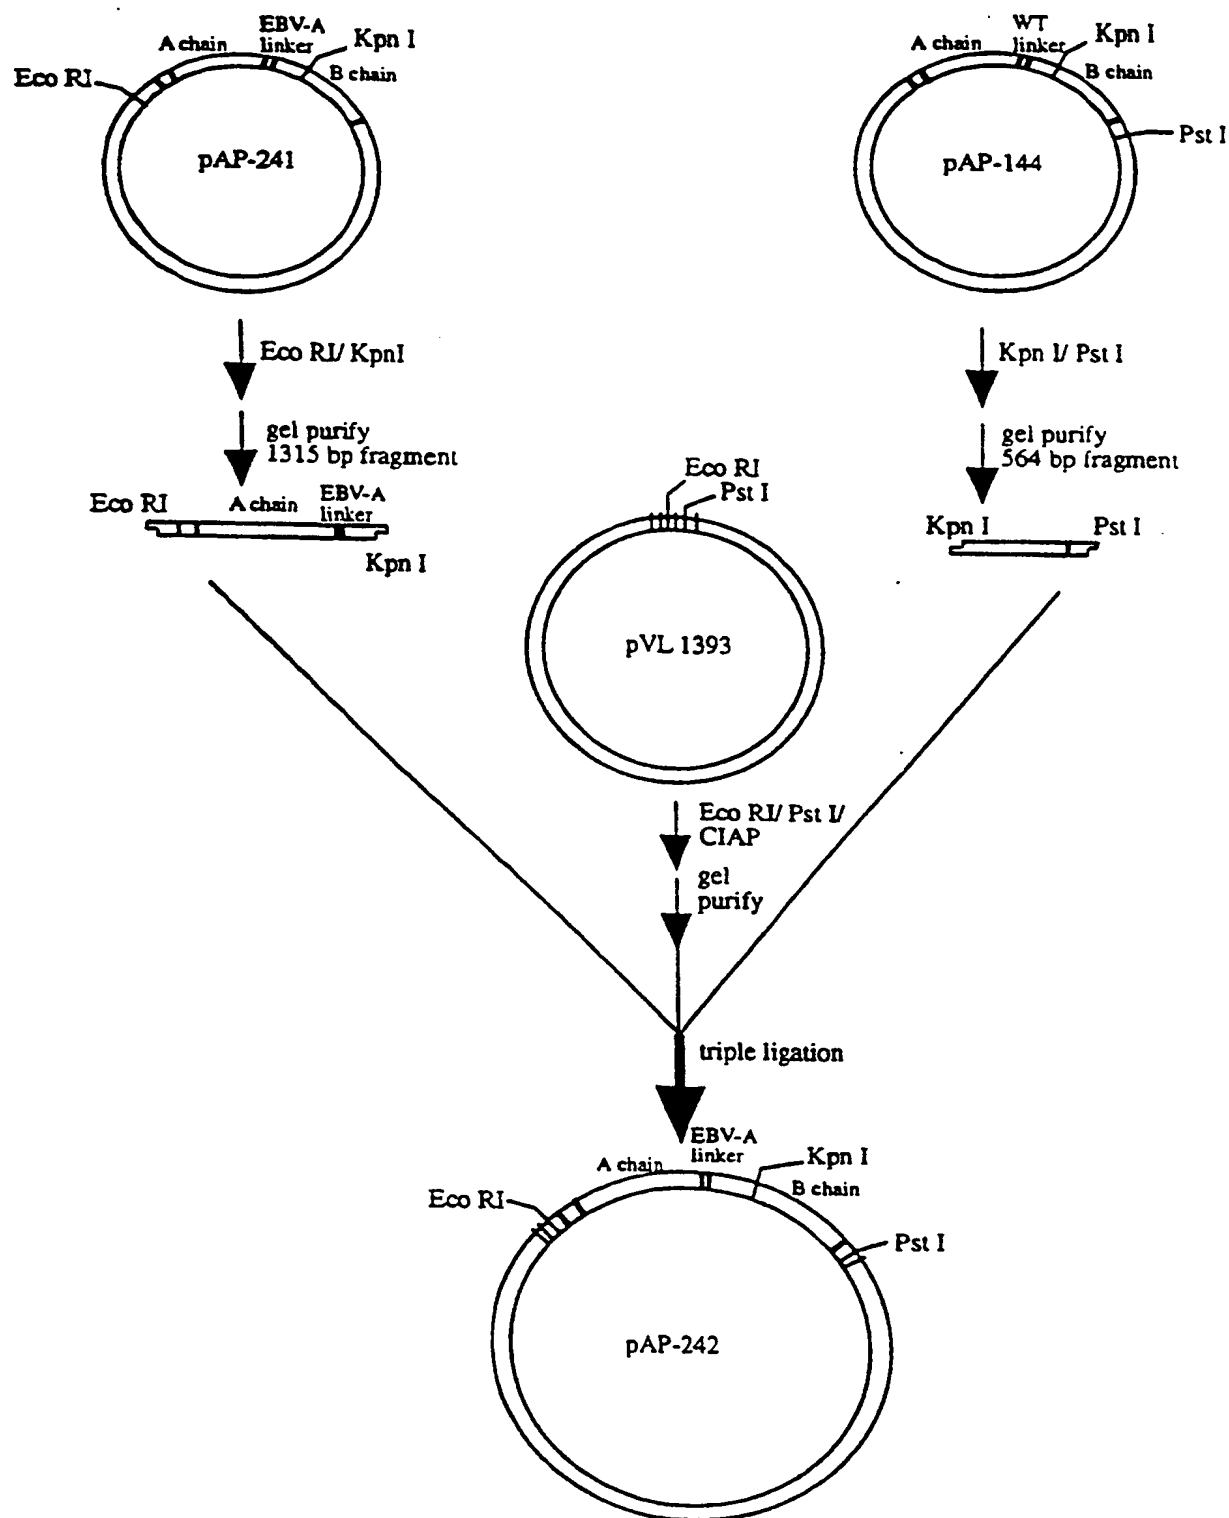 EBV-A
linker
A chain
Kpn I
B chain
Eco RI
pAP-241
WT
linker
A chain
Kpn I
B chain
Pst I
pAP-144
Eco RI/ KpnI
Kpn I/ Pst I
gel purify
1315 bp fragment
gel purify
564 bp fragment
Eco RI
A chain
EBV-A
linker
Kpn I
Eco RI
Pst I
Kpn I
Pst I
pVL 1393
Eco RI/ Pst I/
CIAP
gel
purify
triple ligation
EBV-A
linker
A chain
Kpn I
B chain
Eco RI
Pst I
pAP-242